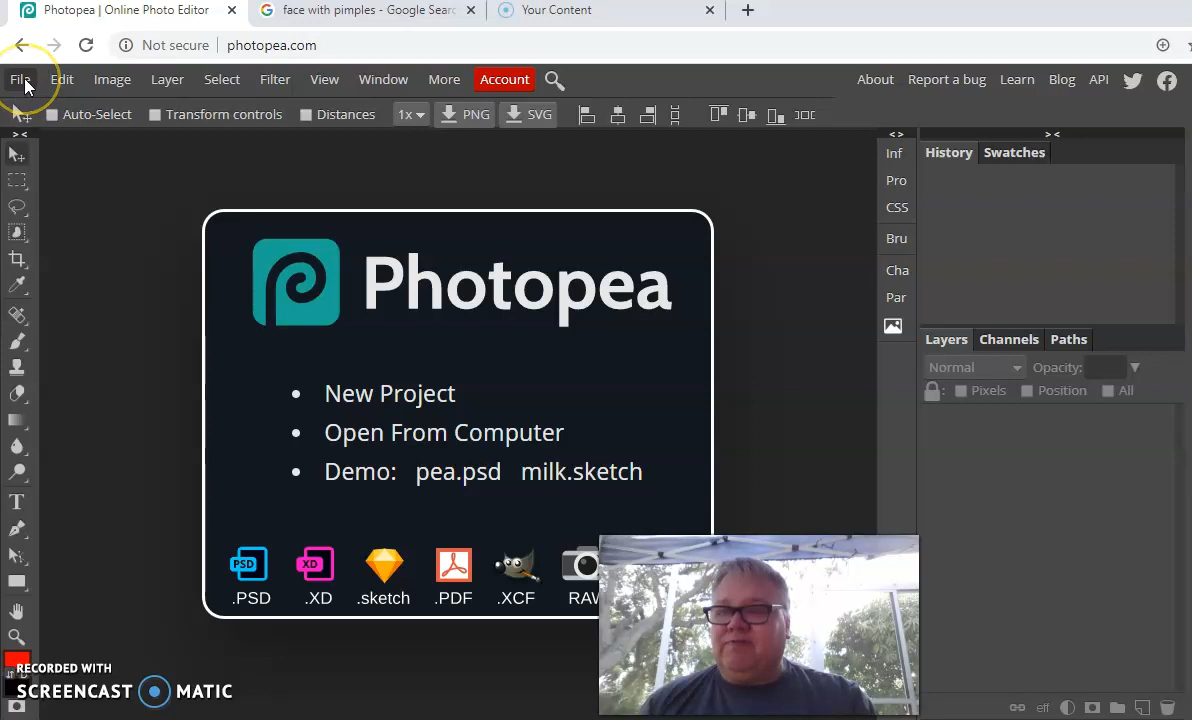 Photopea | Online Photo Editor
face with pimples - Google Searc
Your Content
Not secure
photopea.com
File Edit Image Layer Select Filter View Window More Account
About Report a bug Learn Blog API
Auto-Select Transform controls Distances 1x PNG SVG
> <
< >
> <
Inf
Pro
CSS
Bru
Cha
Par
History Swatches
Photopea
New Project
Open From Computer
Demo: pea.psd milk.sketch
PSD XD
.PSD .XD .sketch .PDF .XCF RAW
T
Layers Channels Paths
Normal Opacity:
: Pixels Position All
eff
RECORDED WITH
SCREENCAST MATIC